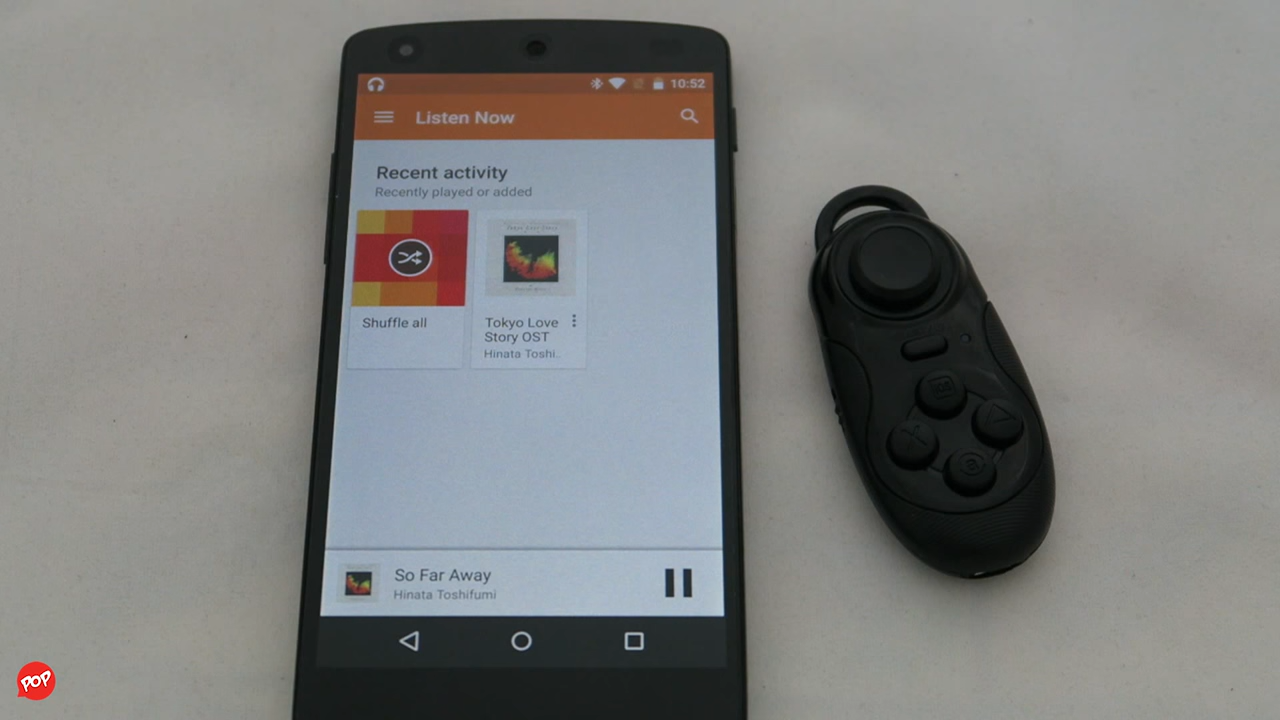 10:52
Listen Now
Recent activity
Recently played or added
Shuffle all
Tokyo Love
Story OST
Hinata Toshi..
So Far Away
Hinata Toshifumi
POP